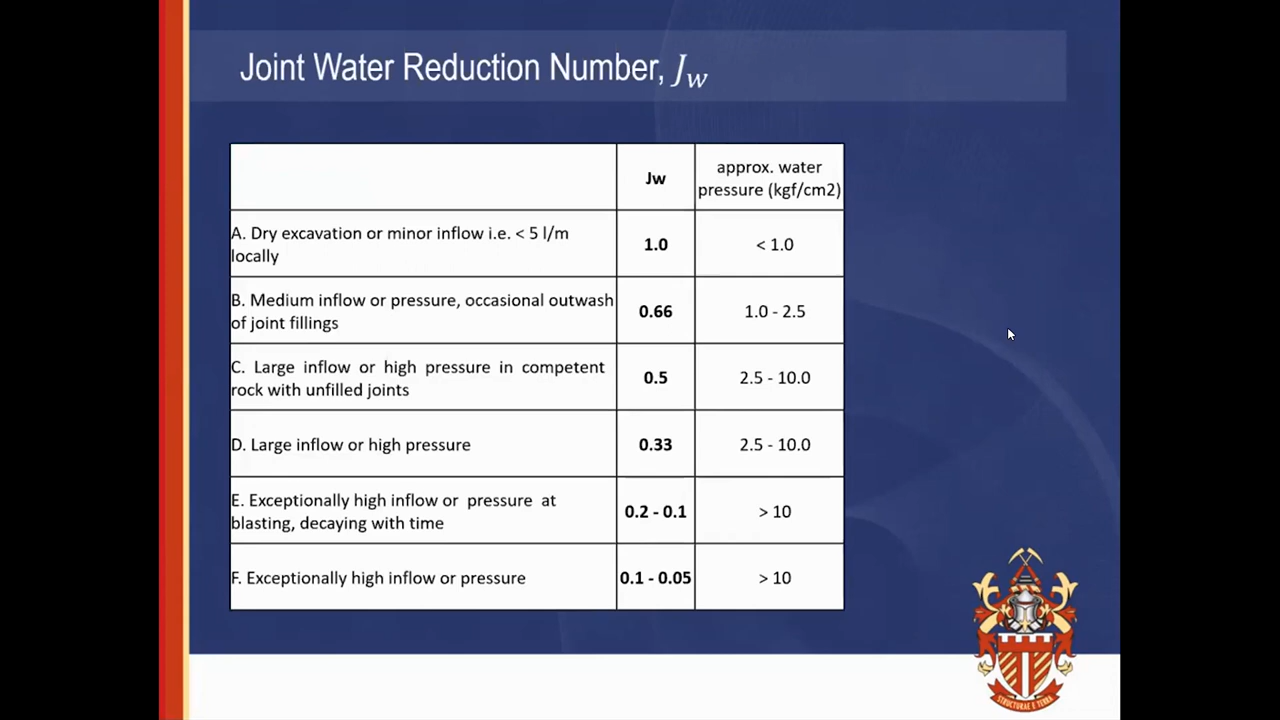 Joint Water Reduction Number, J_w
Jw
approx. water
pressure (kgf/cm2)
A. Dry excavation or minor inflow i.e. < 5 l/m
locally
1.0
< 1.0
B. Medium inflow or pressure, occasional outwash
of joint fillings
0.66
1.0 - 2.5
C. Large inflow or high pressure in competent
rock with unfilled joints
0.5
2.5 - 10.0
D. Large inflow or high pressure
0.33
2.5 - 10.0
E. Exceptionally high inflow or pressure at
blasting, decaying with time
0.2 - 0.1
> 10
F. Exceptionally high inflow or pressure
0.1 - 0.05
> 10
STRUCTURAE E TERRA